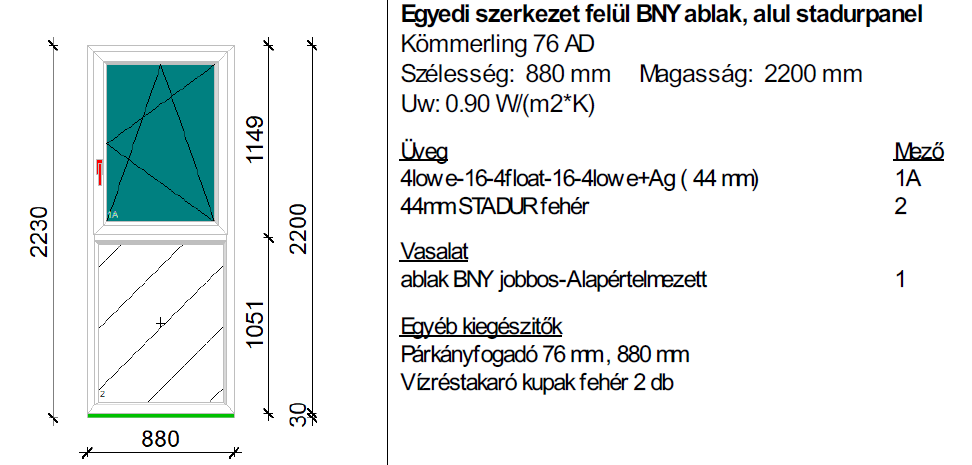 Egyedi szerkezet felül BNY ablak, alul stadurpanel
Kömmerling 76 AD
Szélesség: 880 mm Magasság: 2200 mm
Uw: 0.90 W/(m2*K)
Üveg Mező
4lowe-16-4float-16-4lowe+Ag ( 44 mm) 1A
44mm STADUR fehér 2
Vasalat
ablak BNY jobbos-Alapértelmezett 1
Egyéb kiegészitők
Párkányfogadó 76 mm , 880 mm
Vízréstakaró kupak fehér 2 db
1149
2230
2200
1A
1051
2
30
880